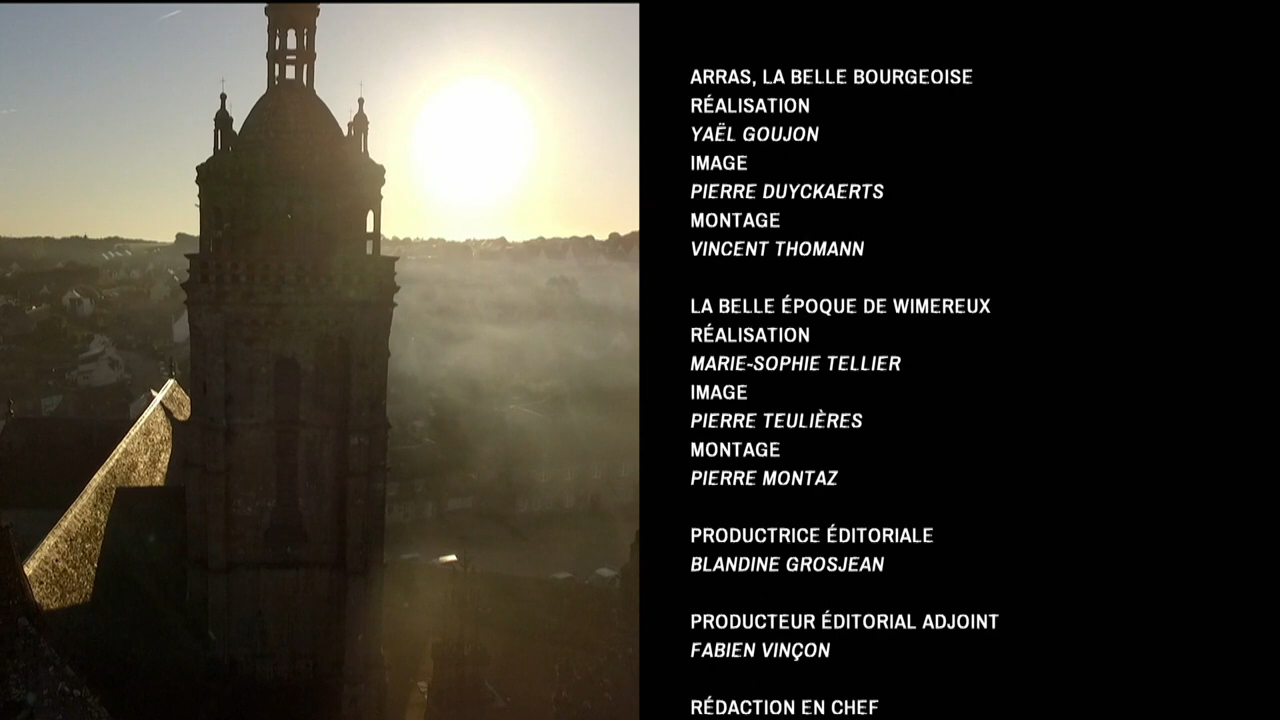 ARRAS, LA BELLE BOURGEOISE
RÉALISATION
YAËL GOUJON
IMAGE
PIERRE DUYCKAERTS
MONTAGE
VINCENT THOMANN
LA BELLE ÉPOQUE DE WIMEREUX
RÉALISATION
MARIE-SOPHIE TELLIER
IMAGE
PIERRE TEULIÈRES
MONTAGE
PIERRE MONTAZ
PRODUCTRICE ÉDITORIALE
BLANDINE GROSJEAN
PRODUCTEUR ÉDITORIAL ADJOINT
FABIEN VINÇON
RÉDACTION EN CHEF